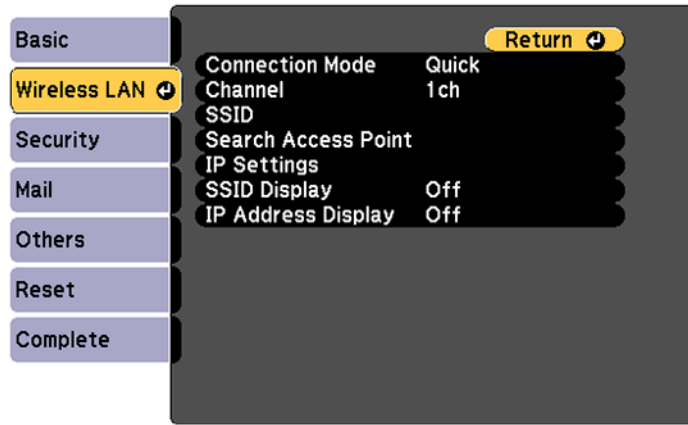 Basic
Wireless LAN
Security
Mail
Others
Reset
Complete
Return
Connection Mode Quick
Channel 1ch
SSID
Search Access Point
IP Settings
SSID Display Off
IP Address Display Off